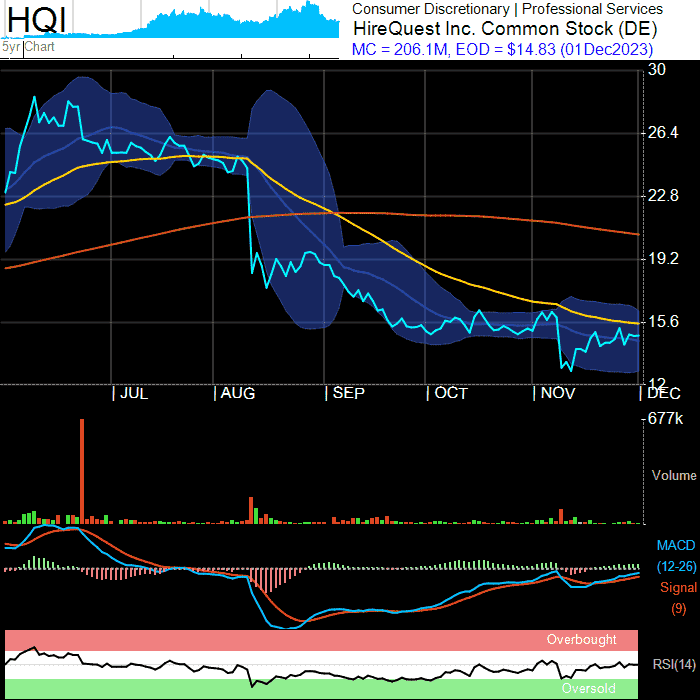 HQI
Consumer Discretionary | Professional Services
HireQuest Inc. Common Stock (DE)
MC = 206.1M, EOD = $14.83 (01Dec2023)
5yr Chart
30
26.4
22.8
19.2
15.6
12
JUL AUG SEP OCT NOV DEC
677k
Volume
MACD
(12-26)
Signal
(9)
Overbought
RSI(14)
Oversold